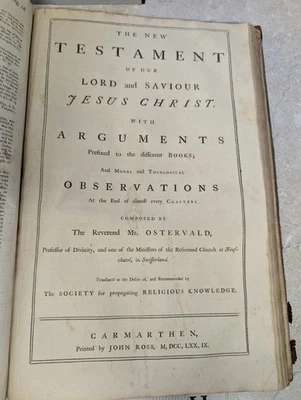 THE NEW
TESTAMENT
OF OUR
LORD and SAVIOUR
JESUS CHRIST.
WITH
ARGUMENTS
Prefixed to the different BOOKS;
And MORAL and THEOLOGICAL
OBSERVATIONS
At the End of almost every CHAPTER;
COMPOSED BY
The Reverend Mr. OSTERVALD,
Professor of Divinity, and one of the Ministers of the Reformed Church at Neuf-
chatel, in Swisserland.
Translated at the Desire of, and Recommended by
The SOCIETY for propagating RELIGIOUS KNOWLEDGE.
CARMARTHEN,
Printed by JOHN ROSS, M,DCC,LXX,IX.